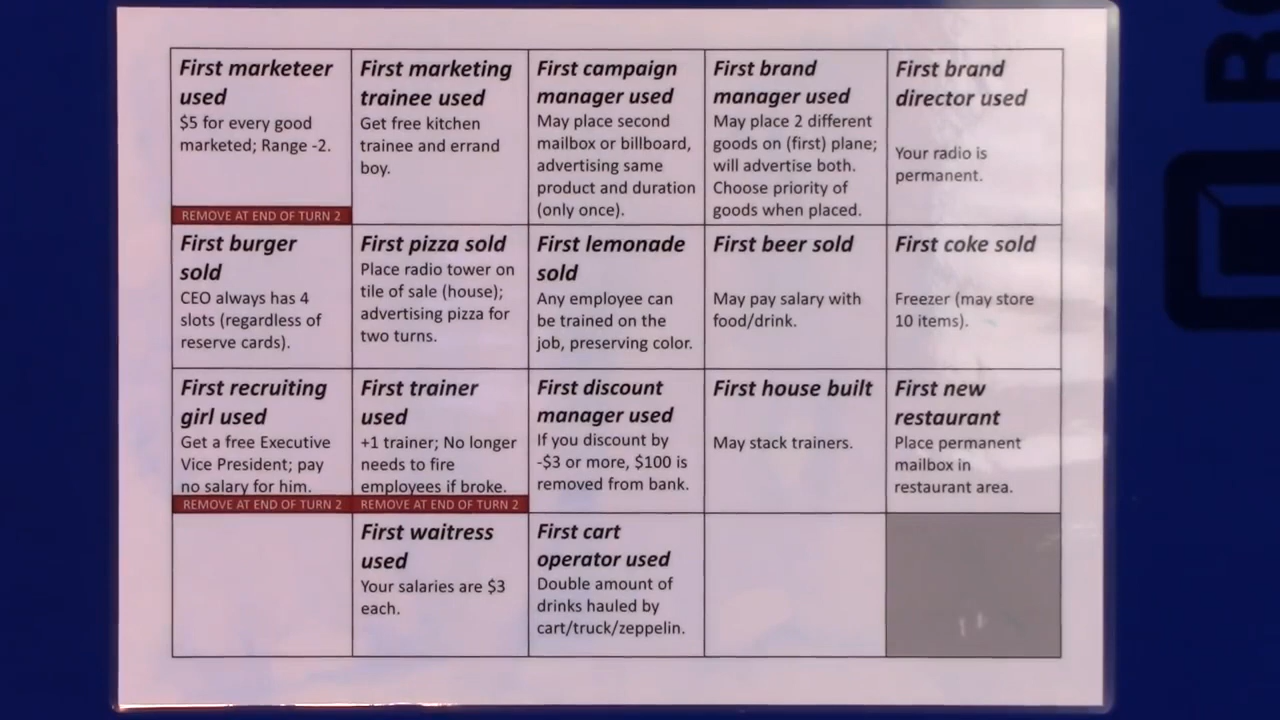 First marketeer
used
$5 for every good
marketed; Range -2.
REMOVE AT END OF TURN 2
First marketing
trainee used
Get free kitchen
trainee and errand
boy.
First campaign
manager used
May place second
mailbox or billboard,
advertising same
product and duration
(only once).
First brand
manager used
May place 2 different
goods on (first) plane;
will advertise both.
Choose priority of
goods when placed.
First brand
director used
Your radio is
permanent.
First burger
sold
CEO always has 4
slots (regardless of
reserve cards).
First pizza sold
Place radio tower on
tile of sale (house);
advertising pizza for
two turns.
First lemonade
sold
Any employee can
be trained on the
job, preserving color.
First beer sold
May pay salary with
food/drink.
First coke sold
Freezer (may store
10 items).
First recruiting
girl used
Get a free Executive
Vice President; pay
no salary for him.
REMOVE AT END OF TURN 2
First trainer
used
+1 trainer; No longer
needs to fire
employees if broke.
REMOVE AT END OF TURN 2
First discount
manager used
If you discount by
-$3 or more, $100 is
removed from bank.
First house built
May stack trainers.
First new
restaurant
Place permanent
mailbox in
restaurant area.
First waitress
used
Your salaries are $3
each.
First cart
operator used
Double amount of
drinks hauled by
cart/truck/zeppelin.